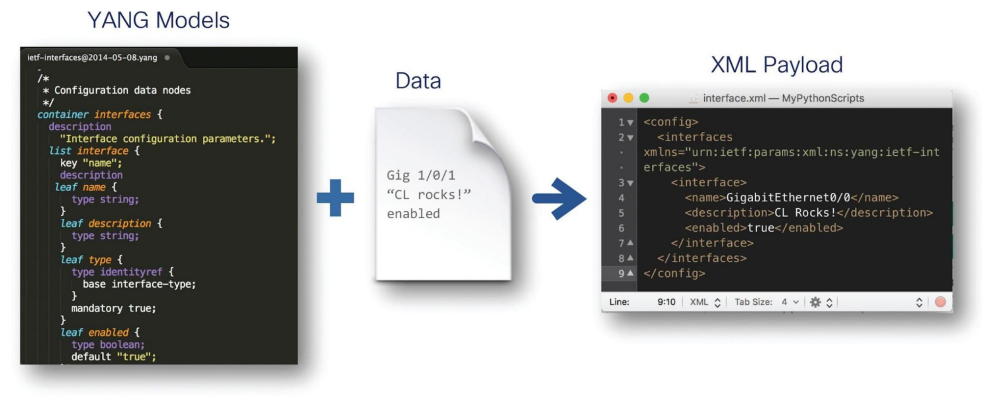 YANG Models
ietf-interfaces@2014-05-08.yang
/*
* Configuration data nodes
*/
container interfaces {
description
"Interface configuration parameters.";
list interface {
key "name";
description
leaf name {
type string;
}
leaf description {
type string;
}
leaf type {
type identityref {
base interface-type;
}
mandatory true;
}
leaf enabled {
type boolean;
default "true";
Data
Gig 1/0/1
“CL rocks!”
enabled
XML Payload
interface.xml — MyPythonScripts
1 <config>
2 <interfaces
xmlns="urn:ietf:params:xml:ns:yang:ietf-int
erfaces">
3 <interface>
4 <name>GigabitEthernet0/0</name>
5 <description>CL Rocks!</description>
6 <enabled>true</enabled>
7 </interface>
8 </interfaces>
9 </config>
Line: 9:10 XML Tab Size: 4